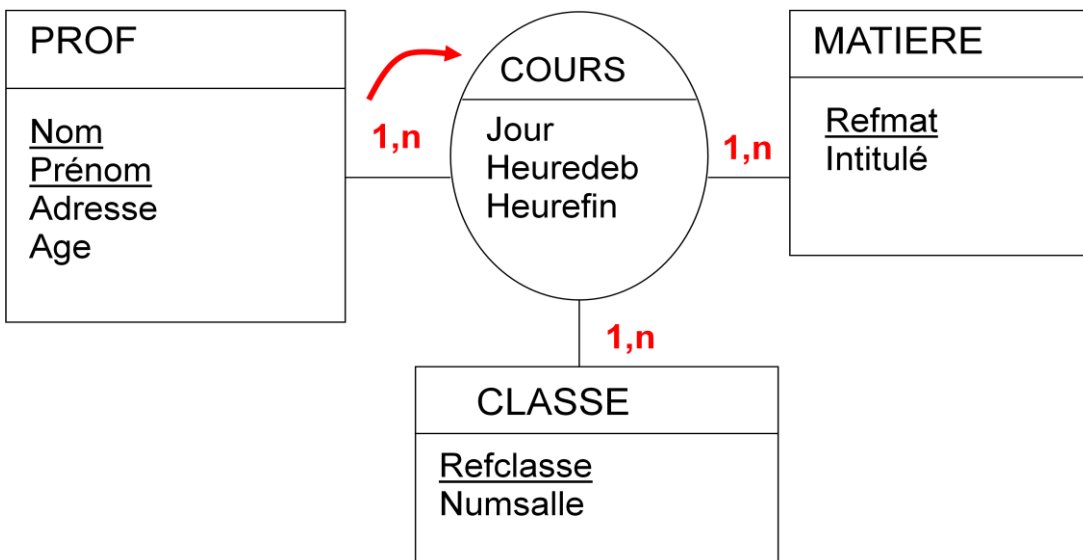 PROF
Nom
Prénom
Adresse
Age
1,n
COURS
Jour
Heuredeb
Heurefin
1,n
MATIERE
Refmat
Intitulé
1,n
CLASSE
Refclasse
Numsalle